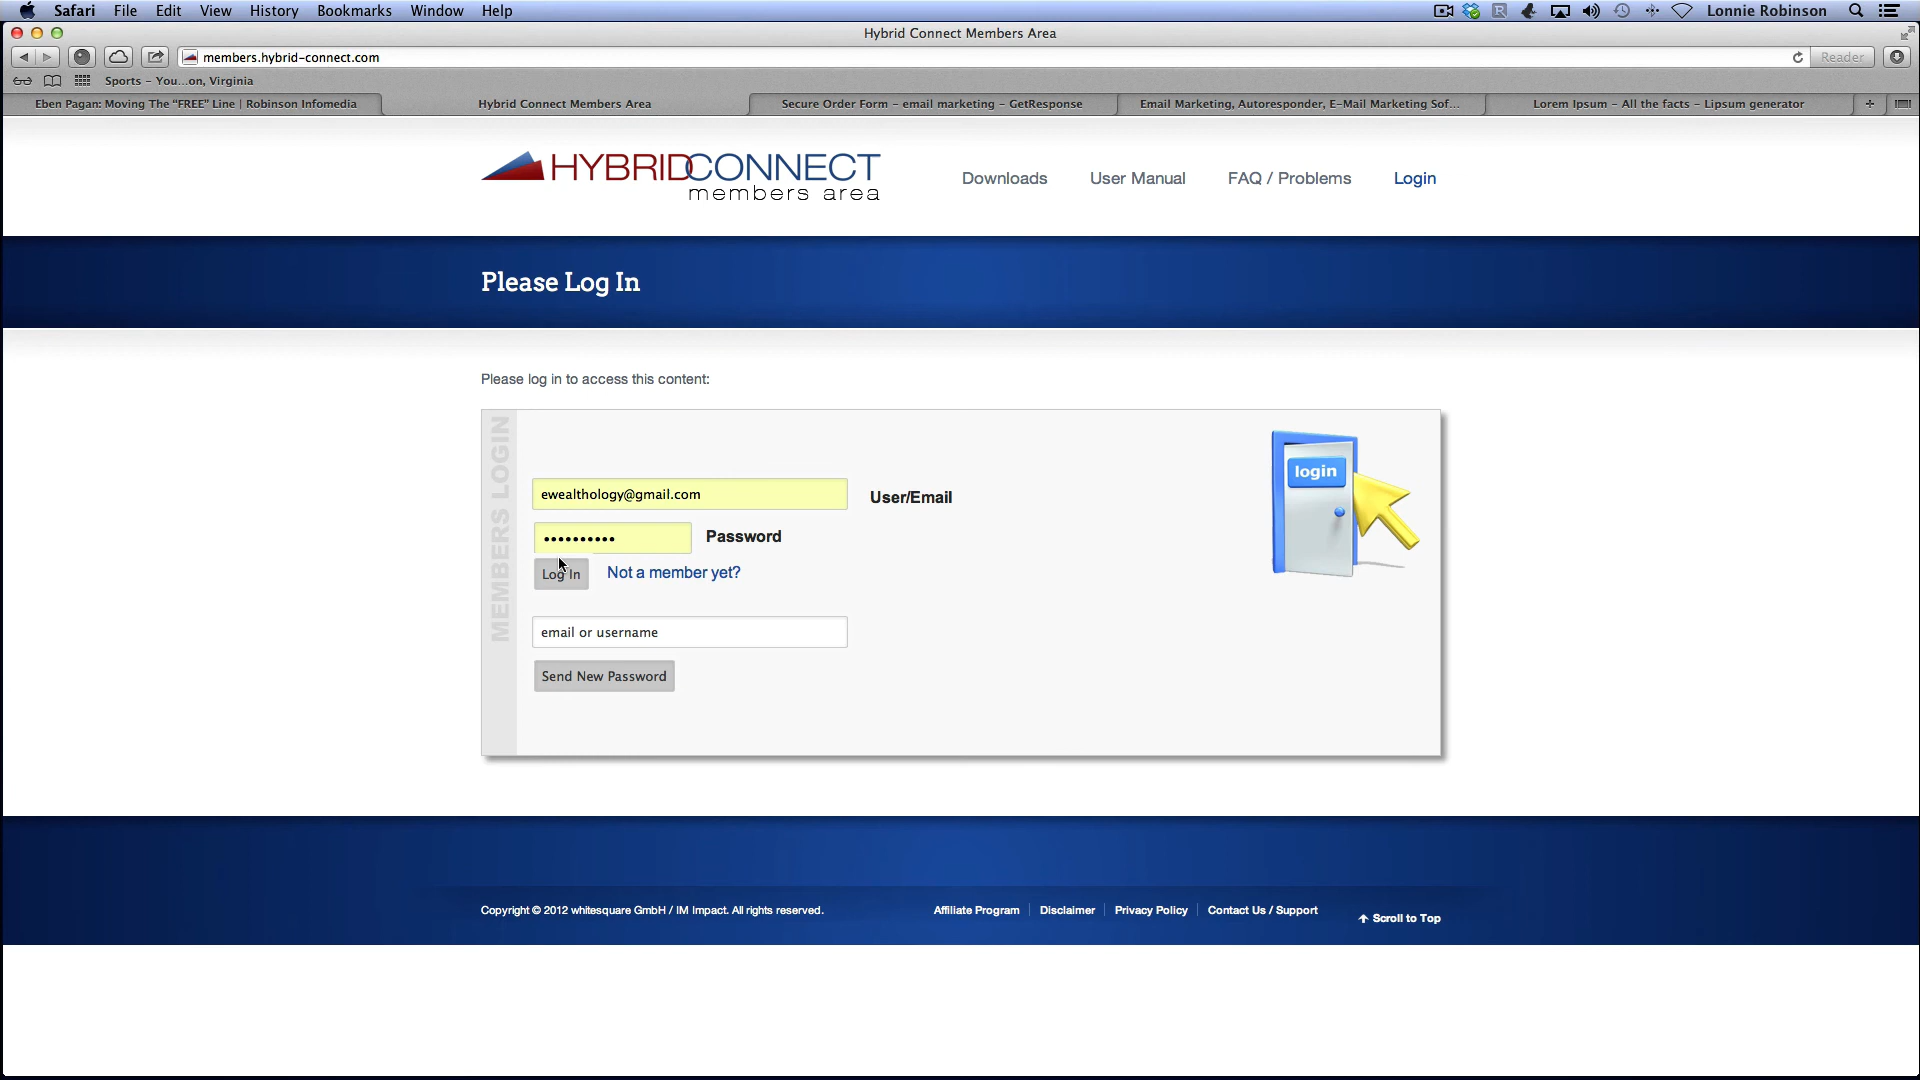 Safari File Edit View History Bookmarks Window Help Lonnie Robinson
Hybrid Connect Members Area
members.hybrid-connect.com Reader
Sports - You...on, Virginia
Eben Pagan: Moving The “FREE” Line | Robinson Infomedia Hybrid Connect Members Area Secure Order Form - email marketing - GetResponse Email Marketing, Autoresponder, E-Mail Marketing Sof... Lorem Ipsum - All the facts - Lipsum generator +
HYBRIDCONNECT
members area
Downloads User Manual FAQ / Problems Login
Please Log In
Please log in to access this content:
MEMBERS LOGIN
login
ewealthology@gmail.com User/Email
•••••••••• Password
Log In Not a member yet?
email or username
Send New Password
Copyright © 2012 whitesquare GmbH / IM Impact. All rights reserved. Affiliate Program Disclaimer Privacy Policy Contact Us / Support Scroll to Top